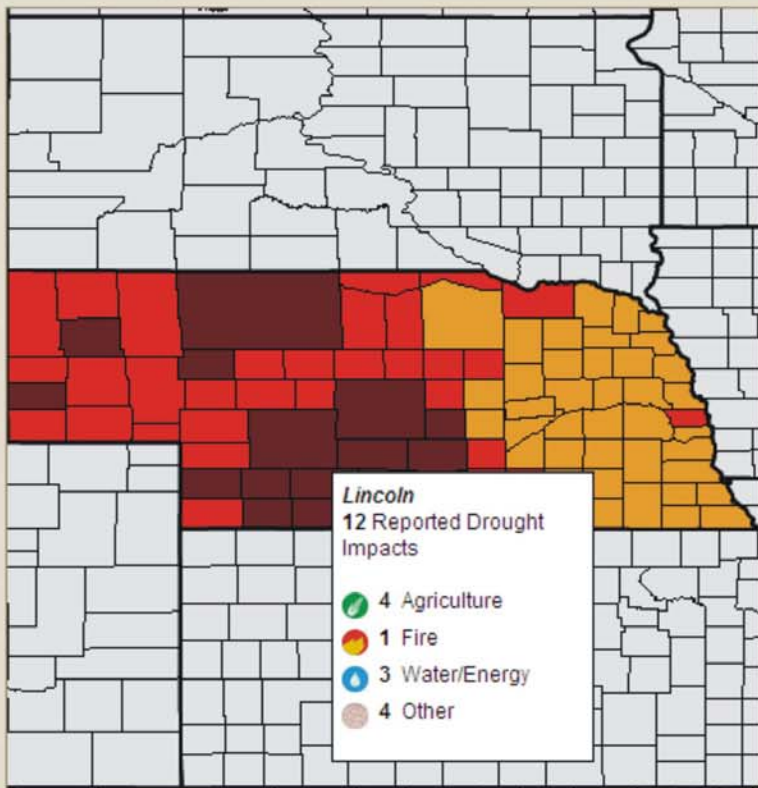 Lincoln
12 Reported Drought
Impacts
4 Agriculture
1 Fire
3 Water/Energy
4 Other